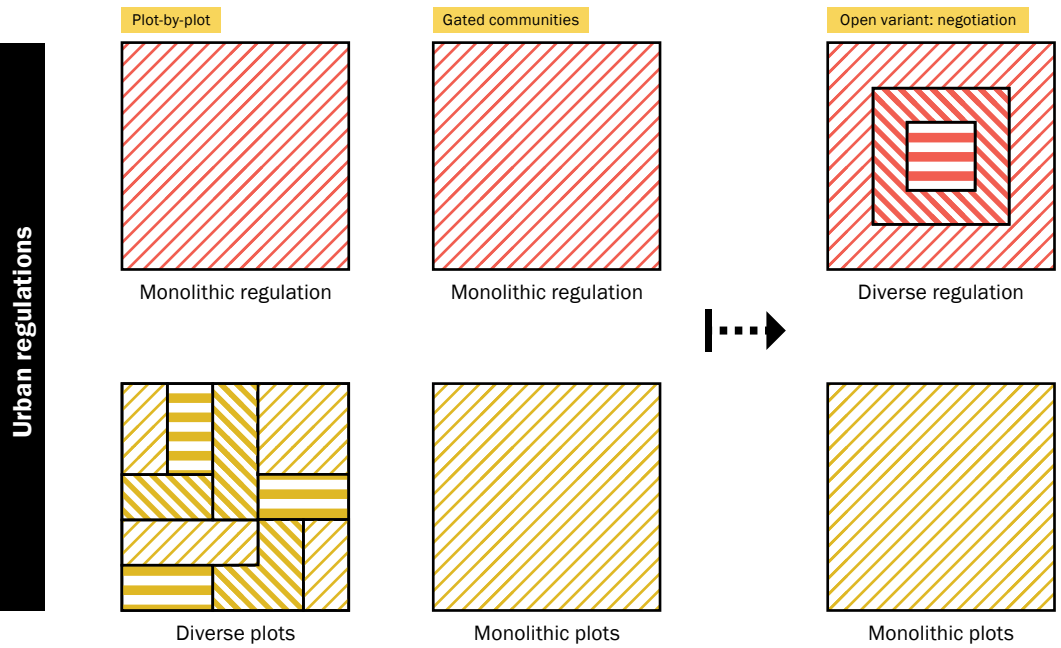 Urban regulations
Plot-by-plot
Gated communities
Open variant: negotiation
Monolithic regulation
Monolithic regulation
Diverse regulation
Diverse plots
Monolithic plots
Monolithic plots